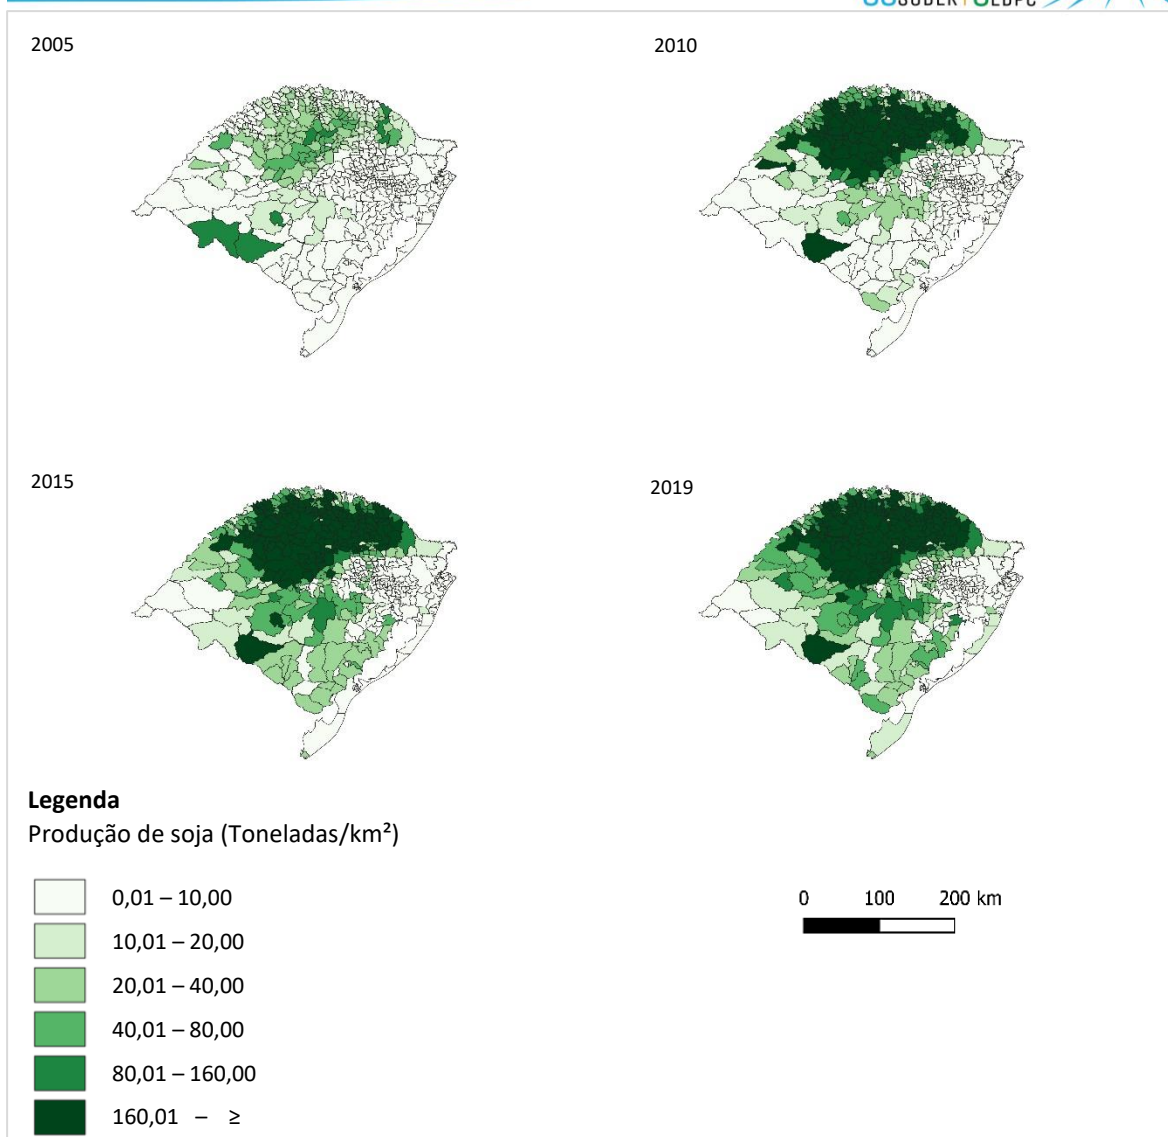 2005
2010
2015
2019
Legenda
Produção de soja (Toneladas/km²)
0,01 – 10,00
10,01 – 20,00
20,01 – 40,00
40,01 – 80,00
80,01 – 160,00
160,01 – ≥
0 100 200 km